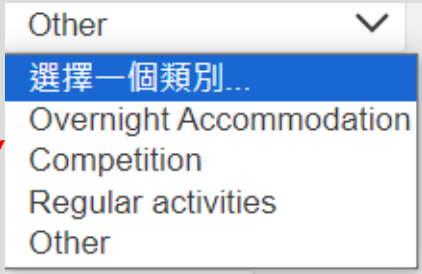 Other
選擇一個類別...
Overnight Accommodation
Competition
Regular activities
Other